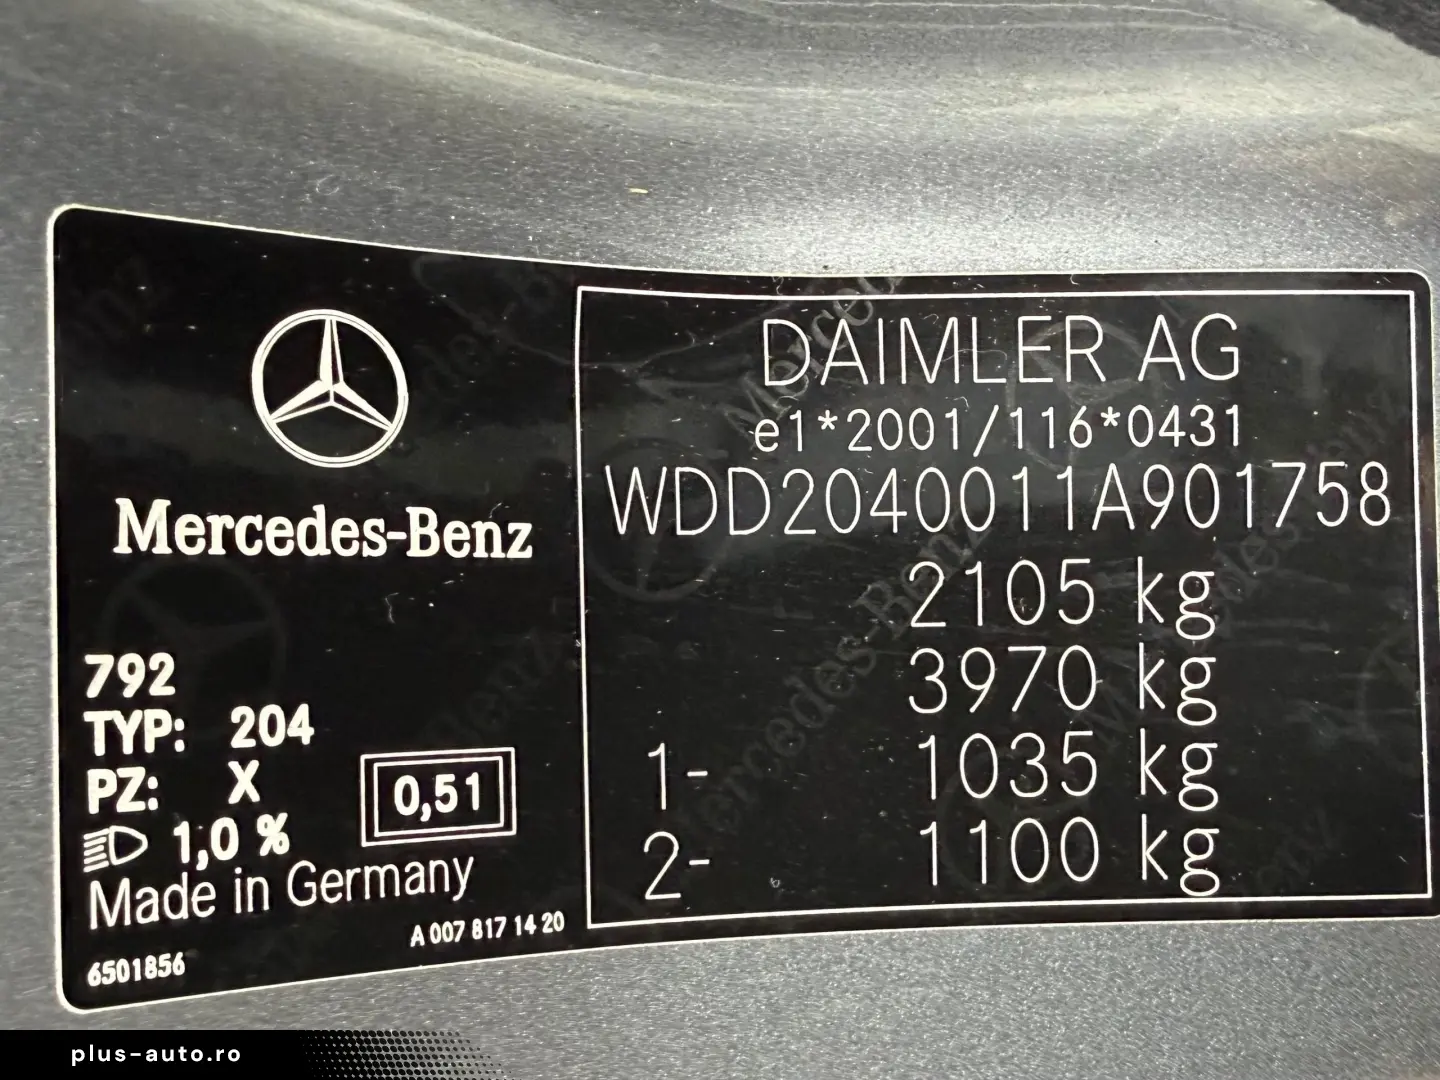 Mercedes-Benz
792
TYP: 204
PZ: X
1,0 %
0,51
Made in Germany
A 007 817 14 20
6501856
DAIMLER AG
e1*2001/116*0431
WDD2040011A901758
2105 kg
3970 kg
1- 1035 kg
2- 1100 kg
plus-auto.ro